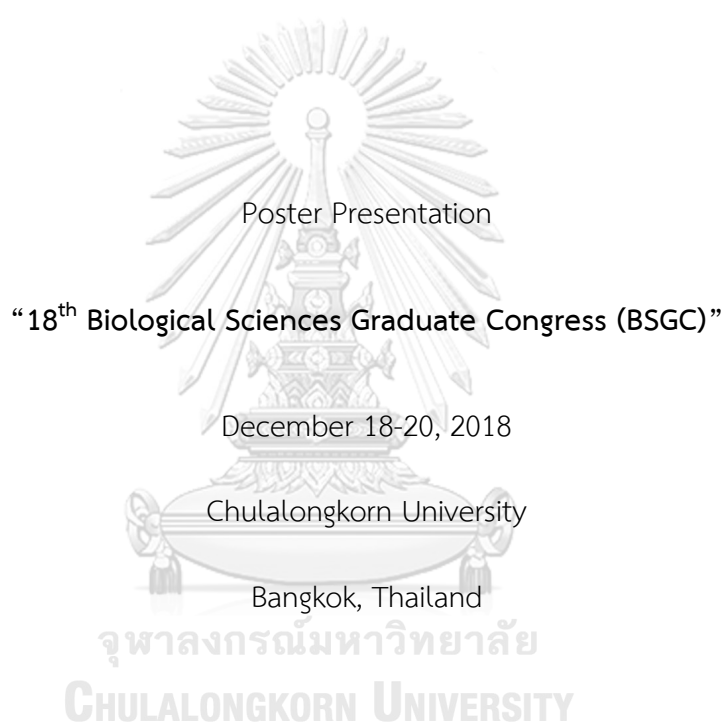 Poster Presentation
“18th Biological Sciences Graduate Congress (BSGC)”
December 18-20, 2018
Chulalongkorn University
Bangkok, Thailand
จุฬาลงกรณ์มหาวิทยาลัย
CHULALONGKORN UNIVERSITY